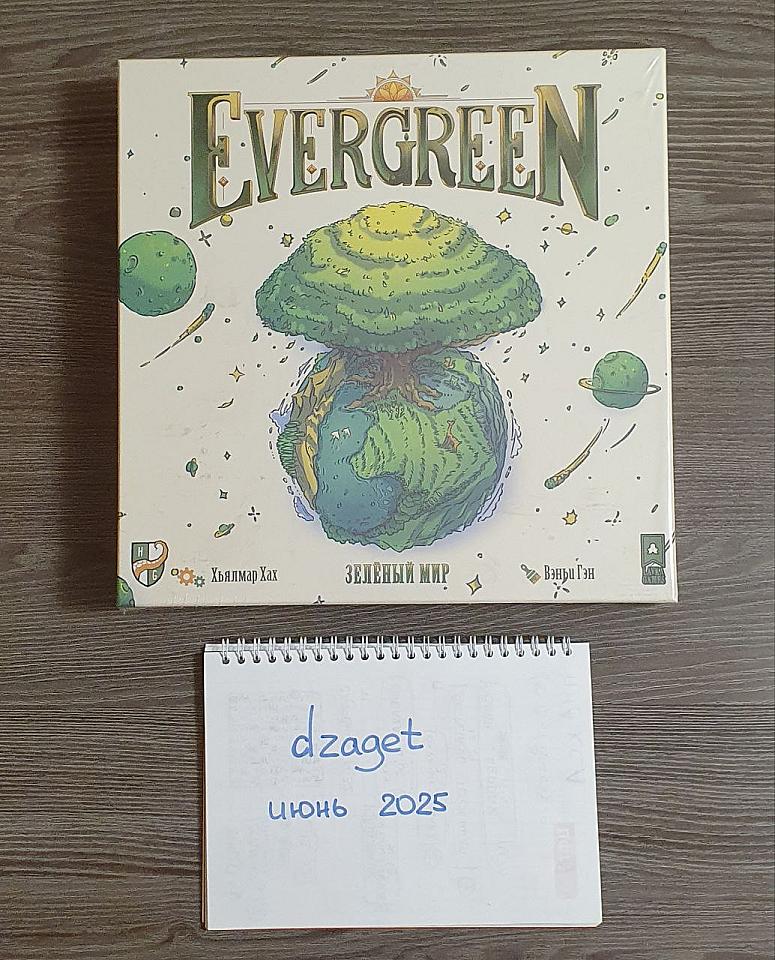 EVERGREEN
Хьялмар Хах
ЗЕЛЁНЫЙ МИР
Вэньи Гэн
H
G
dzaget
июнь 2025